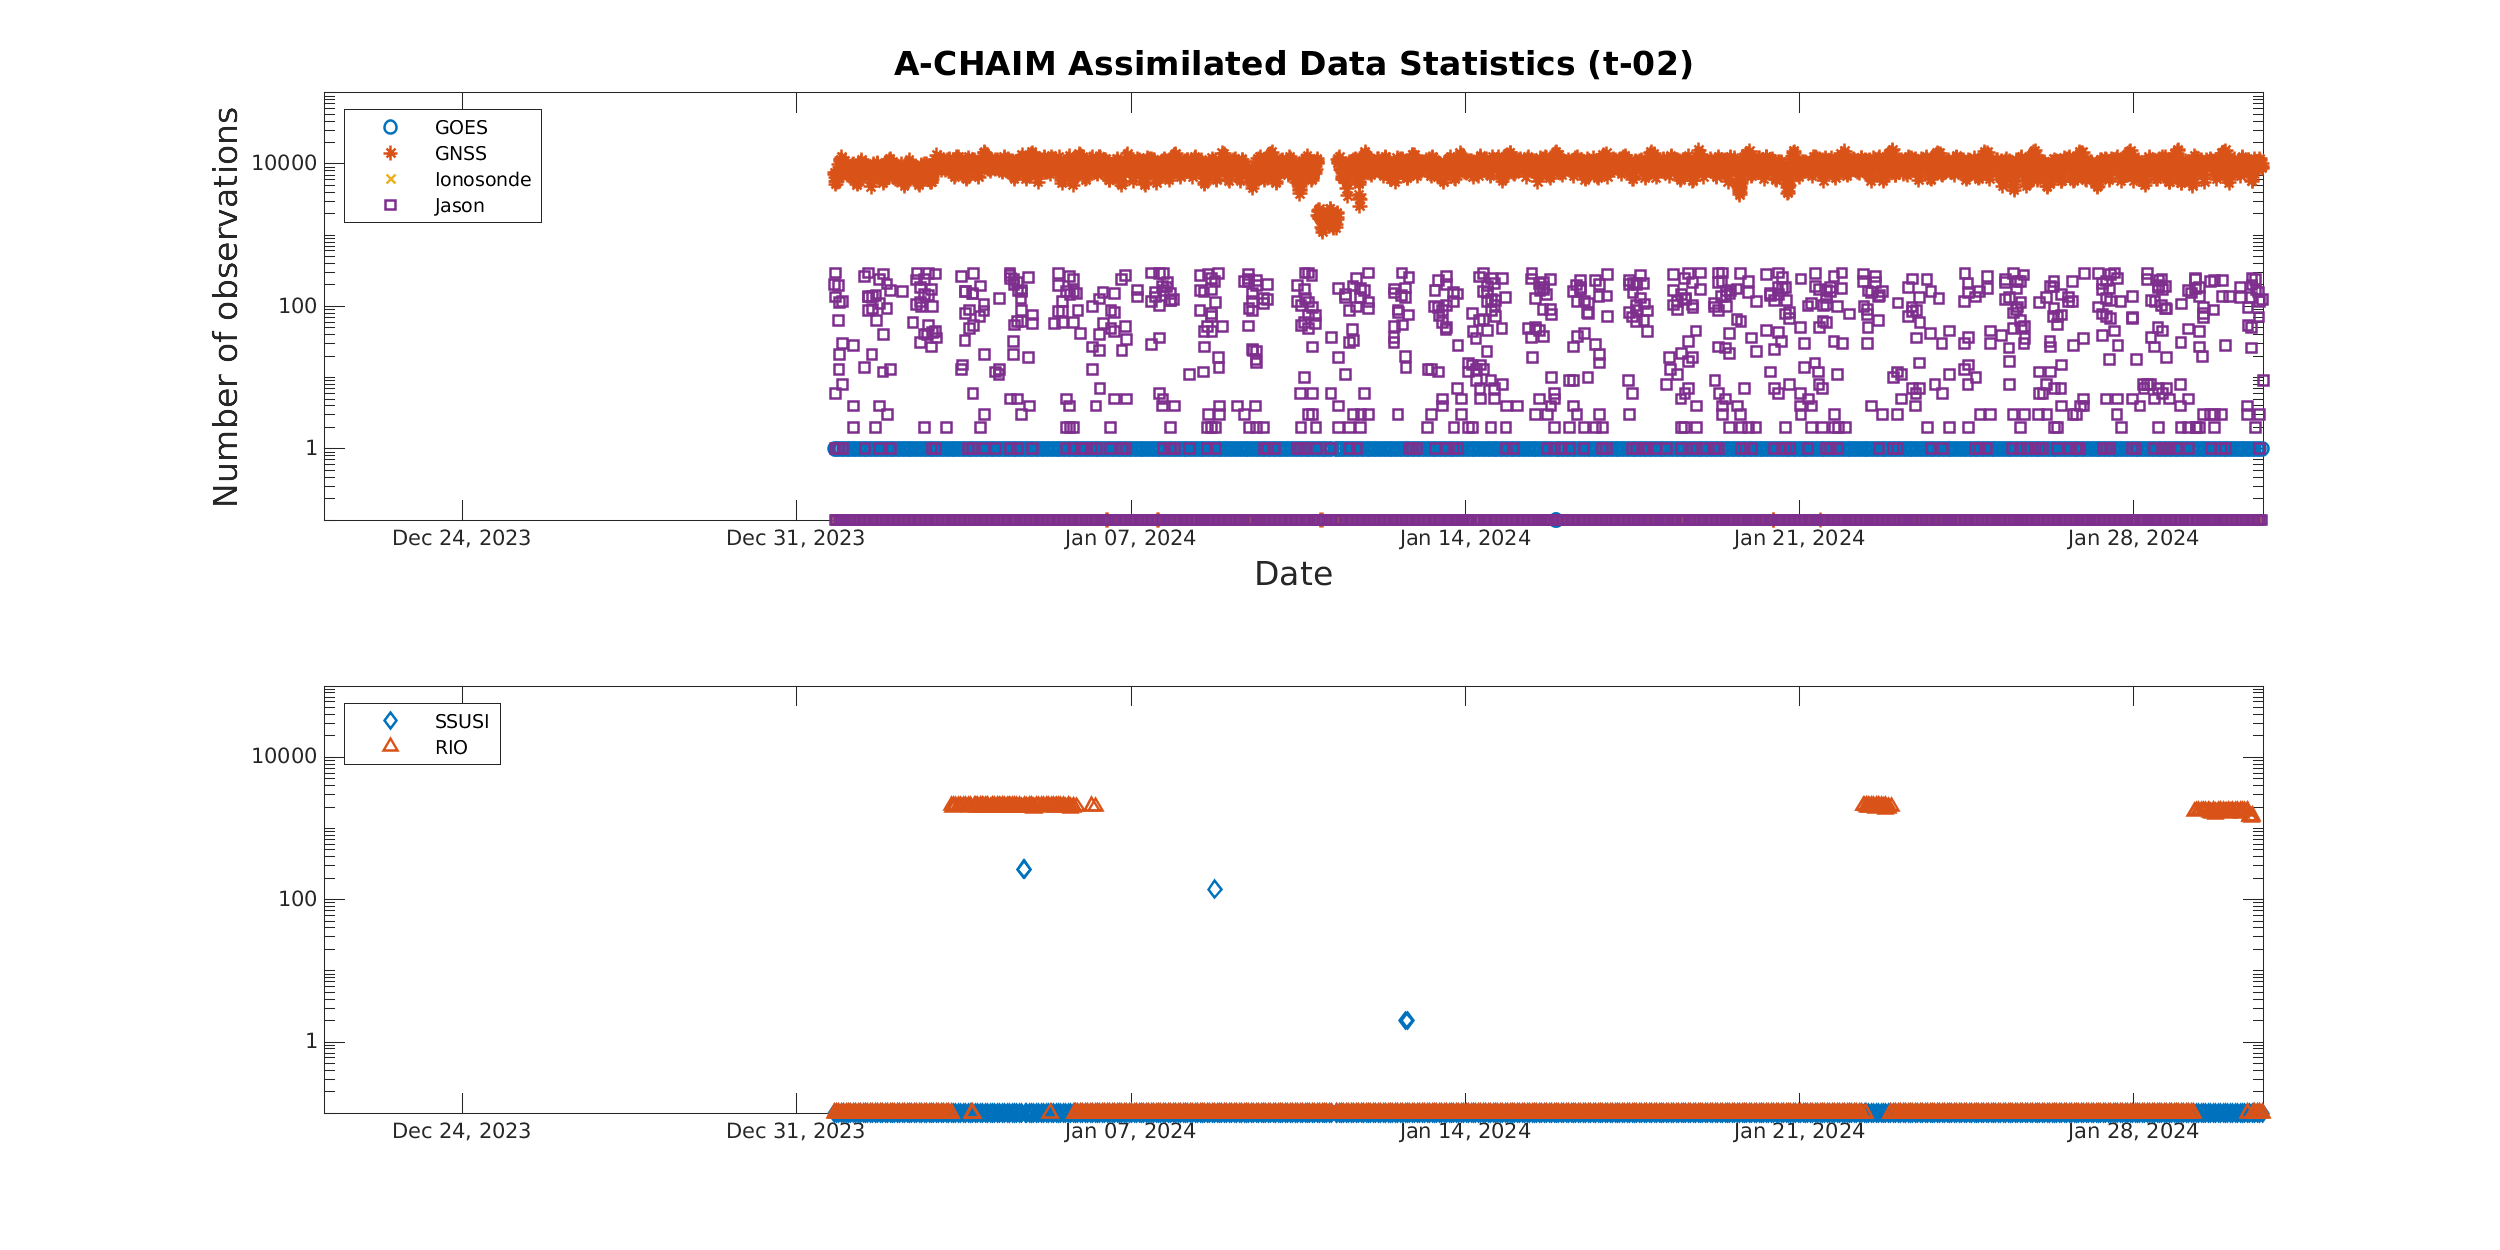 A-CHAIM Assimilated Data Statistics (t-02)
Number of observations
10000
100
1
GOES
GNSS
Ionosonde
Jason
Dec 24, 2023
Dec 31, 2023
Jan 07, 2024
Jan 14, 2024
Jan 21, 2024
Jan 28, 2024
Date
10000
100
1
SSUSI
RIO
Dec 24, 2023
Dec 31, 2023
Jan 07, 2024
Jan 14, 2024
Jan 21, 2024
Jan 28, 2024